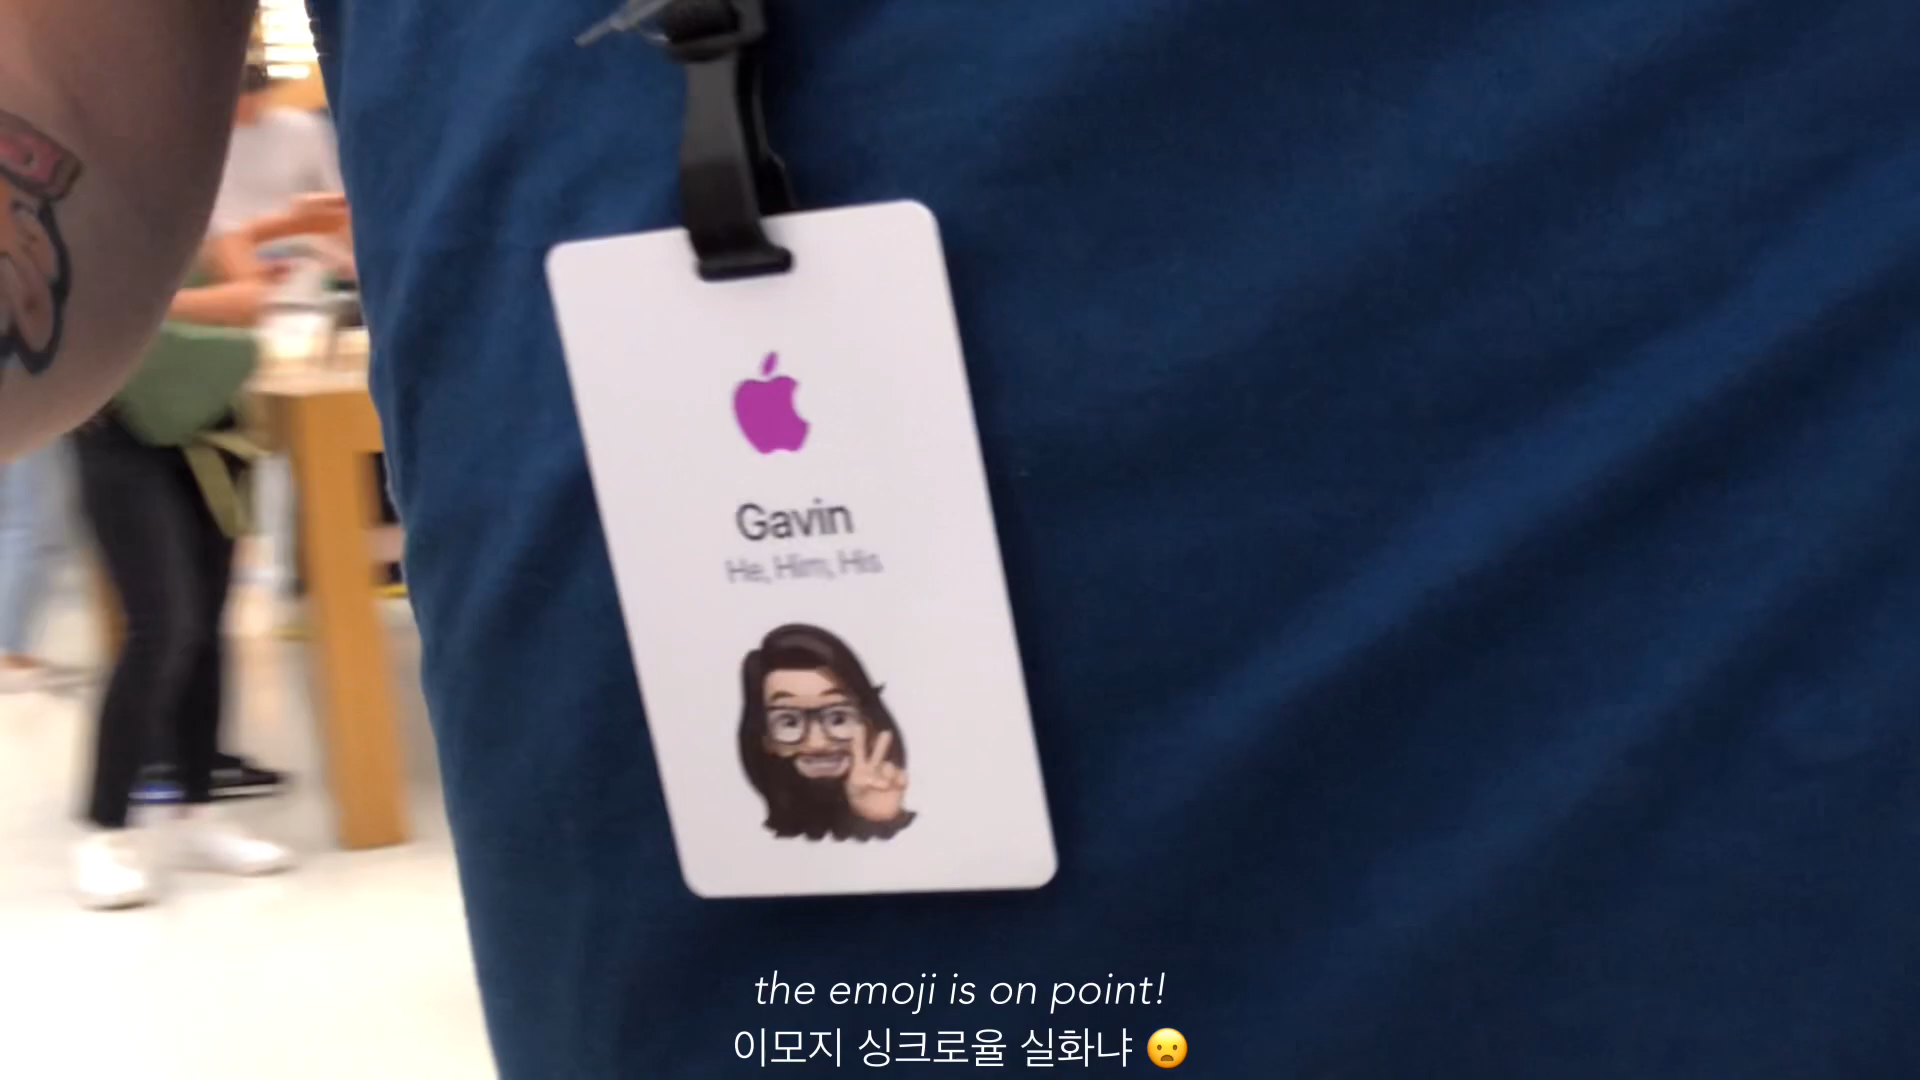 Gavin
He, Him, His
the emoji is on point!
이모지 싱크로율 실화냐 😦